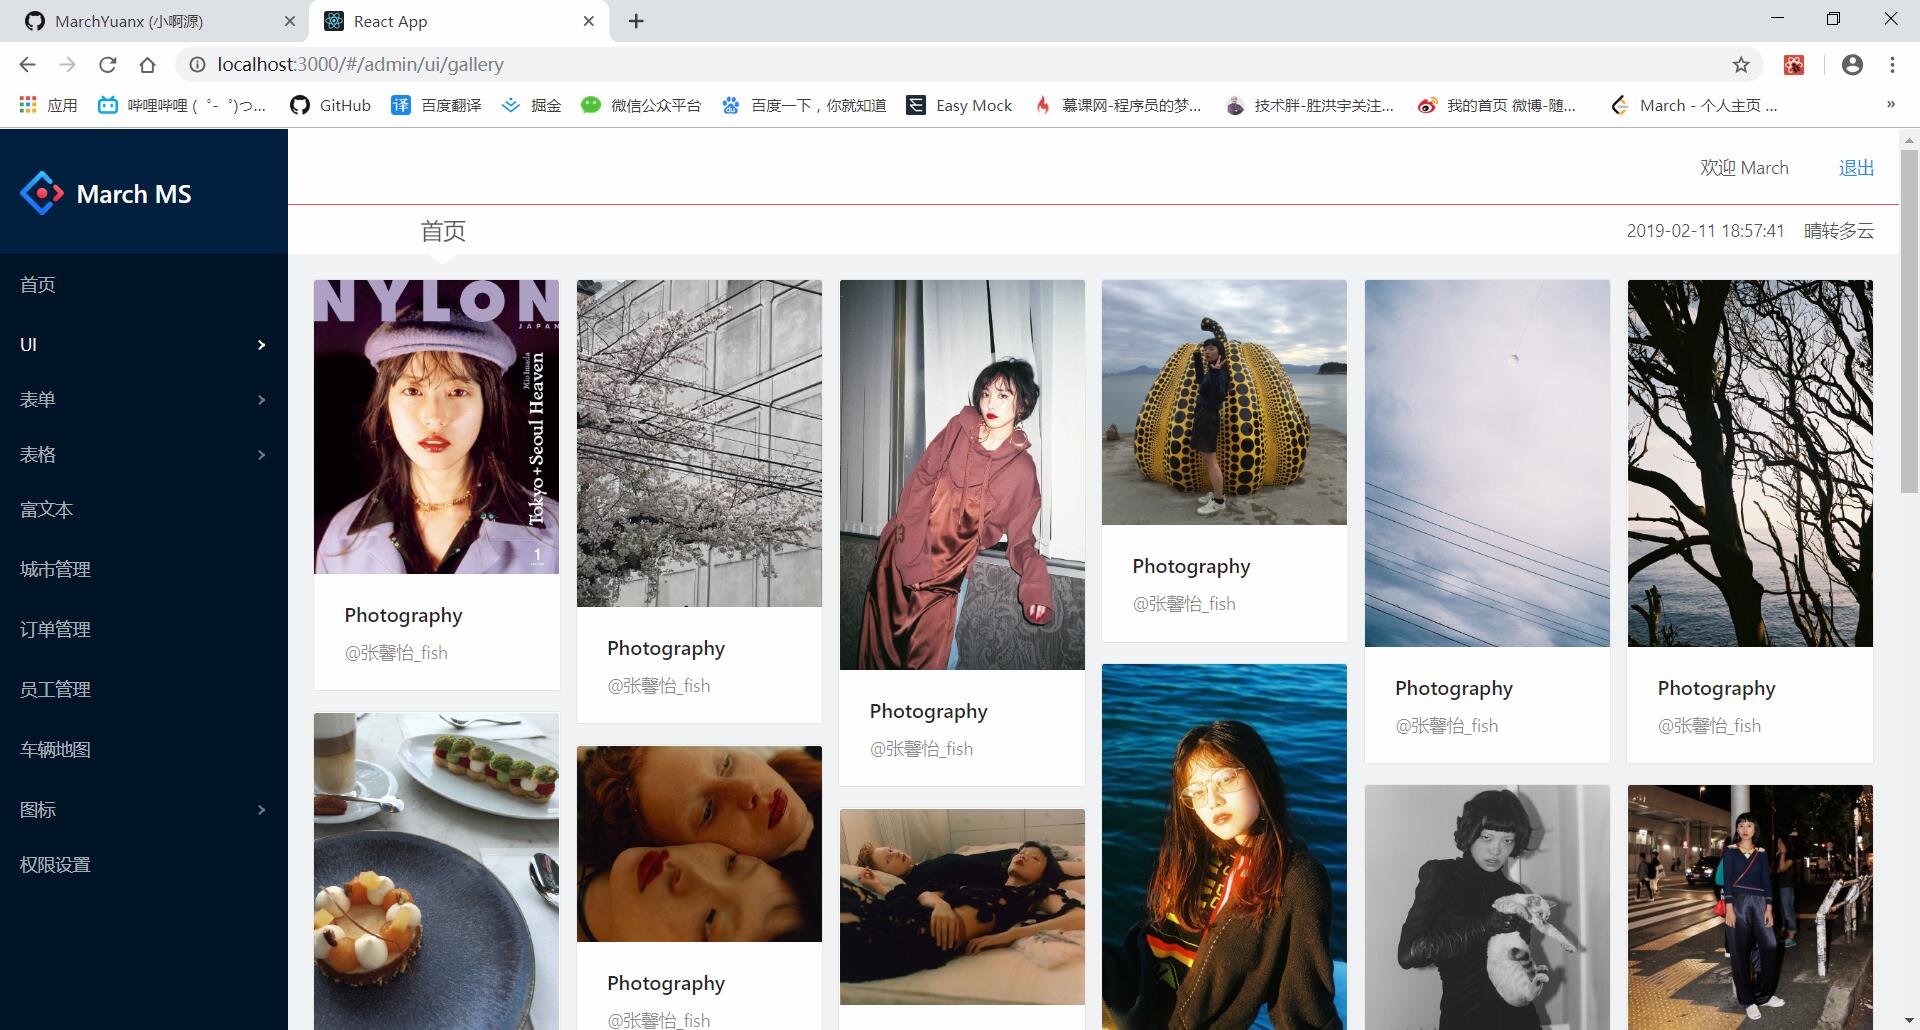 MarchYuanx (小啊源)
React App
localhost:3000/#/admin/ui/gallery
应用
哔哩哔哩 ( ゜- ゜)つ...
GitHub
百度翻译
掘金
微信公众平台
百度一下，你就知道
Easy Mock
慕课网-程序员的梦...
技术胖-胜洪宇关注...
我的首页 微博-随...
March - 个人主页 ...
»
March MS
欢迎 March
退出
首页
2019-02-11 18:57:41
晴转多云
首页
UI
表单
表格
富文本
城市管理
订单管理
员工管理
车辆地图
图标
权限设置
NYLON
JAPAN
Mio Imada
Tokyo + Seoul Heaven
1
Photography
@张馨怡_fish
Photography
@张馨怡_fish
Photography
@张馨怡_fish
Photography
@张馨怡_fish
Photography
@张馨怡_fish
Photography
@张馨怡_fish
Photography
@张馨怡_fish